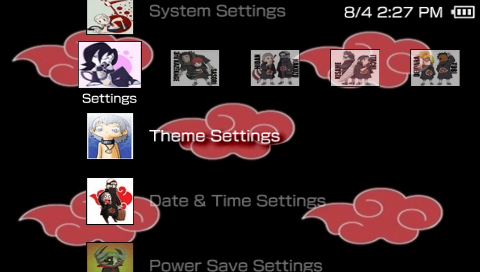 System Settings
8/4 2:27 PM
Settings
Theme Settings
Date & Time Settings
Power Save Settings